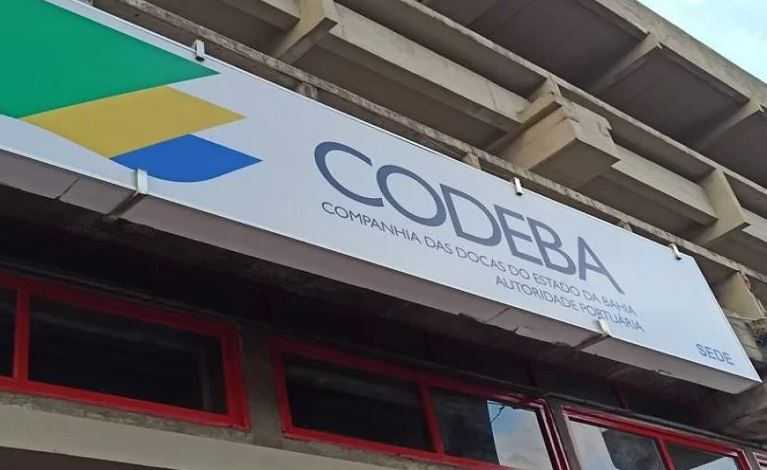 CODEBA
COMPANHIA DAS DOCAS DO ESTADO DA BAHIA
AUTORIDADE PORTUÁRIA
SEDE